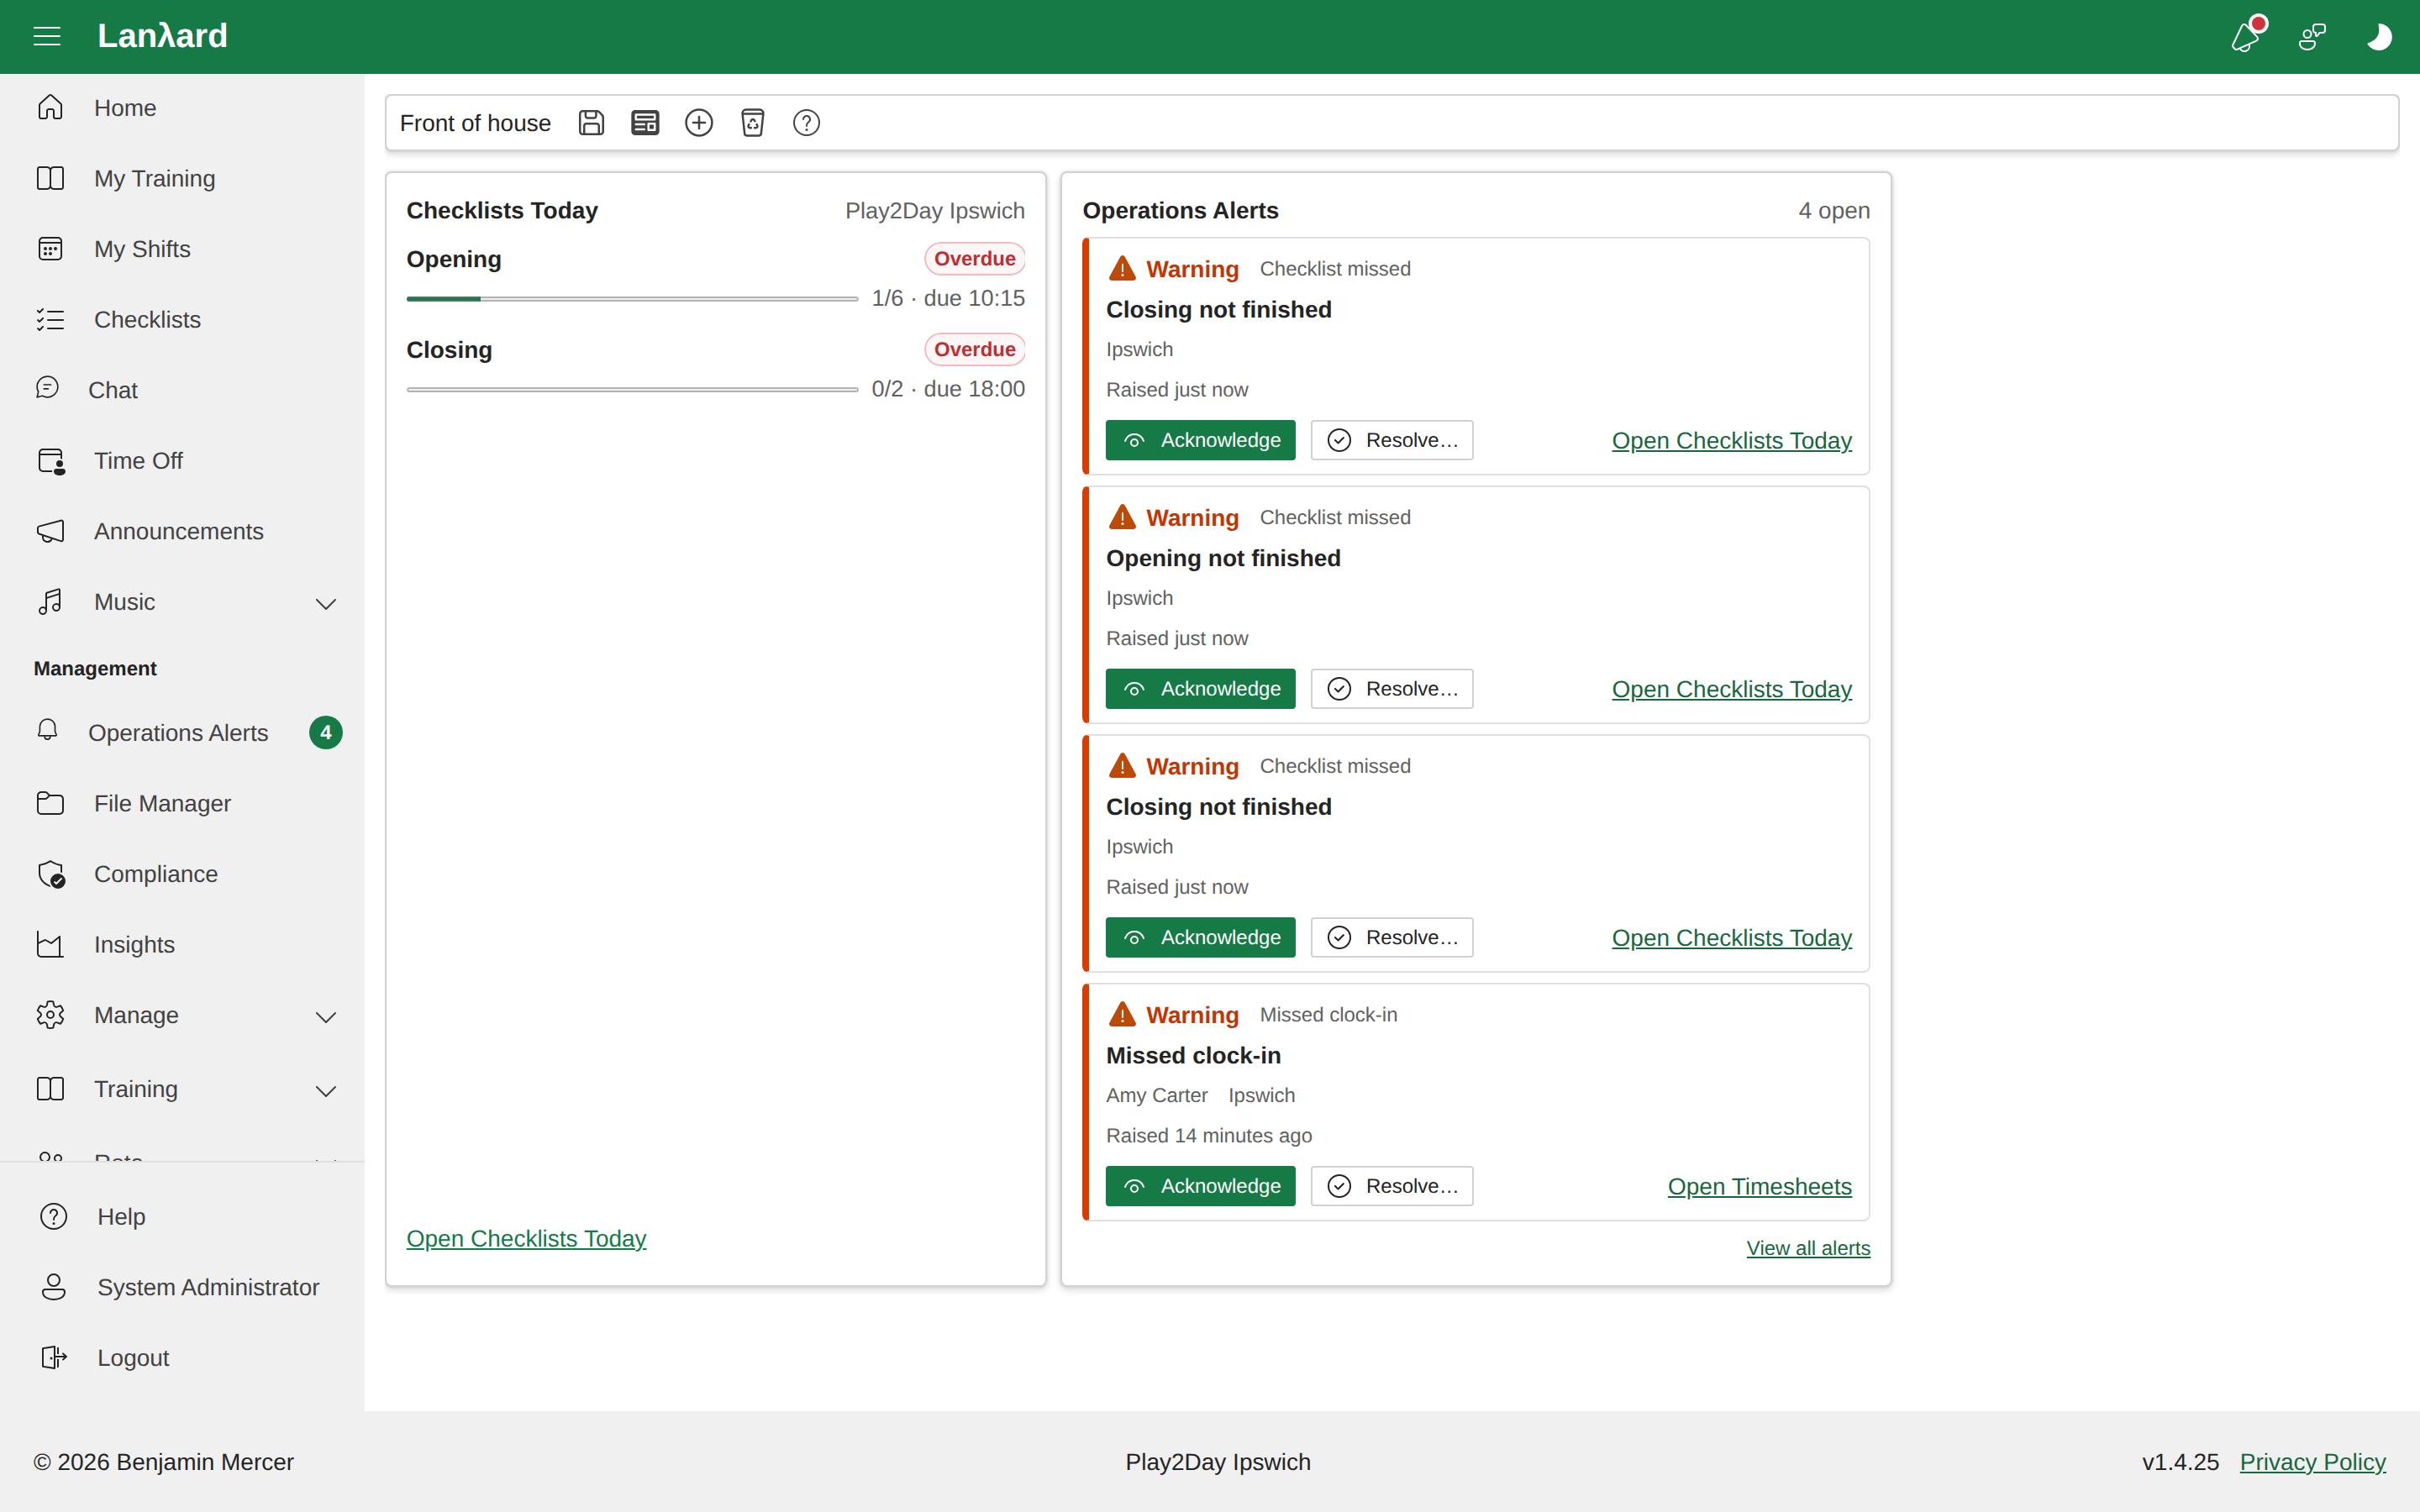 Lanλard
Home
My Training
My Shifts
Checklists
Chat
Time Off
Announcements
Music
Management
Operations Alerts 4
File Manager
Compliance
Insights
Manage
Training
Rota
Help
System Administrator
Logout
Front of house
Checklists Today Play2Day Ipswich
Opening Overdue
1/6 · due 10:15
Closing Overdue
0/2 · due 18:00
Open Checklists Today
Operations Alerts 4 open
Warning Checklist missed
Closing not finished
Ipswich
Raised just now
Acknowledge Resolve… Open Checklists Today
Warning Checklist missed
Opening not finished
Ipswich
Raised just now
Acknowledge Resolve… Open Checklists Today
Warning Checklist missed
Closing not finished
Ipswich
Raised just now
Acknowledge Resolve… Open Checklists Today
Warning Missed clock-in
Missed clock-in
Amy Carter Ipswich
Raised 14 minutes ago
Acknowledge Resolve… Open Timesheets
View all alerts
© 2026 Benjamin Mercer Play2Day Ipswich v1.4.25 Privacy Policy